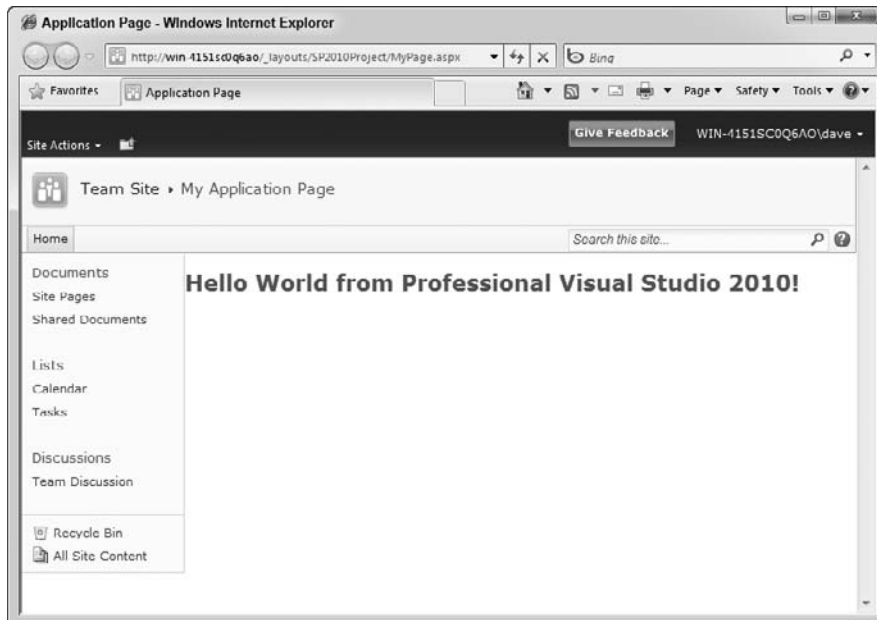 Application Page - Windows Internet Explorer
http://win-4151sc0q6ao/_layouts/SP2010Project/MyPage.aspx
Bing
Favorites
Application Page
Page
Safety
Tools
Site Actions
Give Feedback
WIN-4151SC0Q6AO\dave
Team Site
My Application Page
Home
Search this site...
Documents
Site Pages
Shared Documents
Lists
Calendar
Tasks
Discussions
Team Discussion
Recycle Bin
All Site Content
Hello World from Professional Visual Studio 2010!